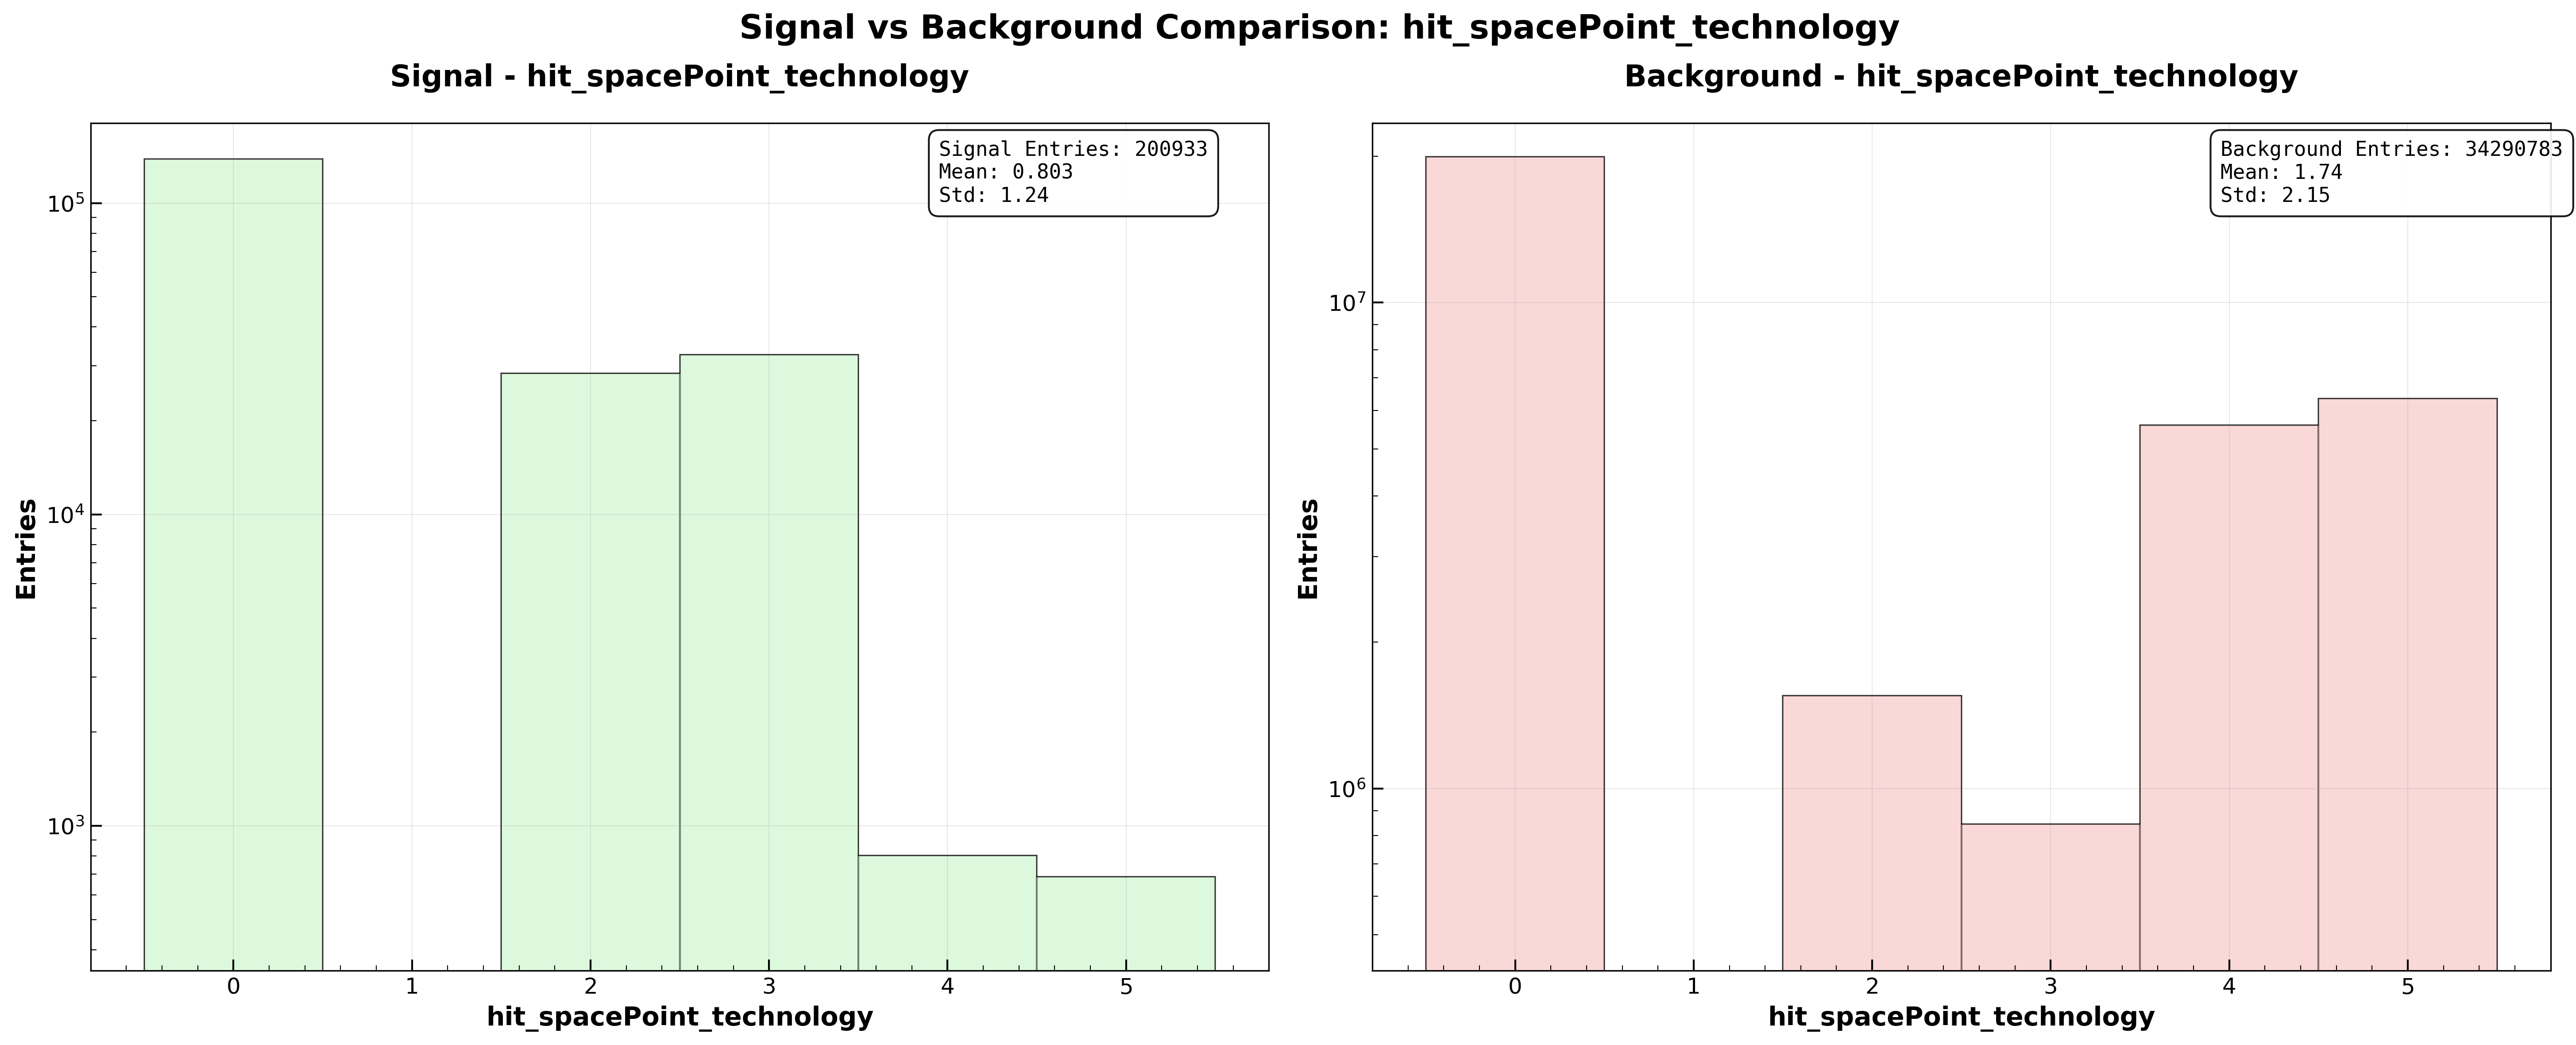 Signal vs Background Comparison: hit_spacePoint_technology
Signal - hit_spacePoint_technology
Signal Entries: 200933
Mean: 0.803
Std: 1.24
10⁵
10⁴
10³
Entries
0 1 2 3 4 5
hit_spacePoint_technology
Background - hit_spacePoint_technology
Background Entries: 34290783
Mean: 1.74
Std: 2.15
10⁷
10⁶
Entries
0 1 2 3 4 5
hit_spacePoint_technology